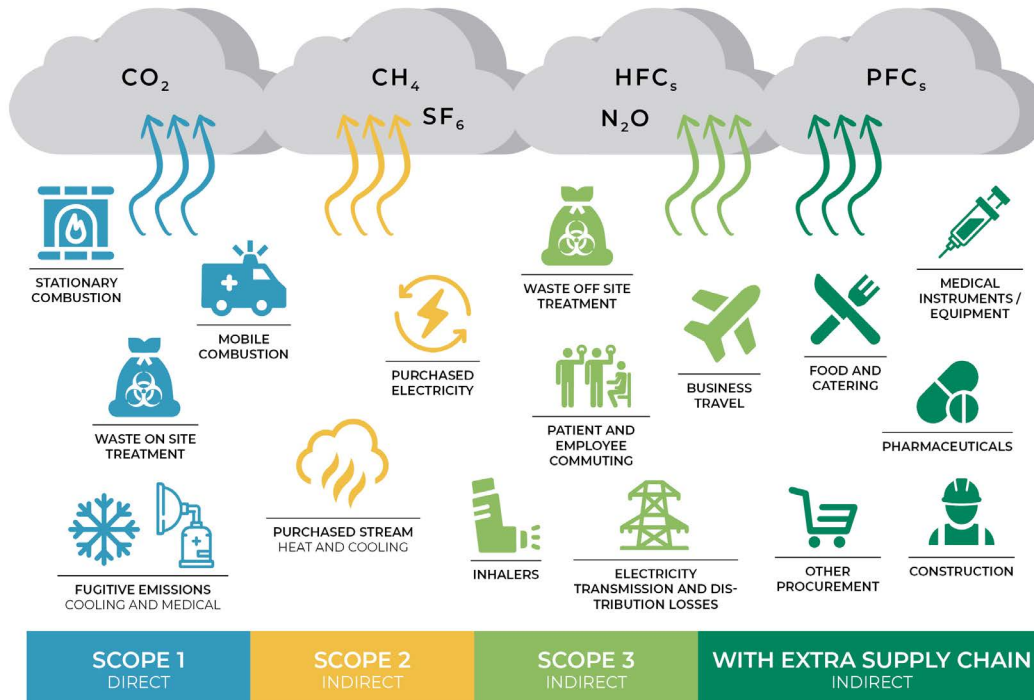 CO₂
CH₄
SF₆
HFCₛ
N₂O
PFCₛ
STATIONARY
COMBUSTION
MOBILE
COMBUSTION
WASTE ON SITE
TREATMENT
FUGITIVE EMISSIONS
COOLING AND MEDICAL
PURCHASED
ELECTRICITY
PURCHASED STREAM
HEAT AND COOLING
WASTE OFF SITE
TREATMENT
BUSINESS
TRAVEL
PATIENT AND
EMPLOYEE
COMMUTING
INHALERS
ELECTRICITY
TRANSMISSION AND DIS-
TRIBUTION LOSSES
MEDICAL
INSTRUMENTS /
EQUIPMENT
FOOD AND
CATERING
PHARMACEUTICALS
OTHER
PROCUREMENT
CONSTRUCTION
SCOPE 1
DIRECT
SCOPE 2
INDIRECT
SCOPE 3
INDIRECT
WITH EXTRA SUPPLY CHAIN
INDIRECT